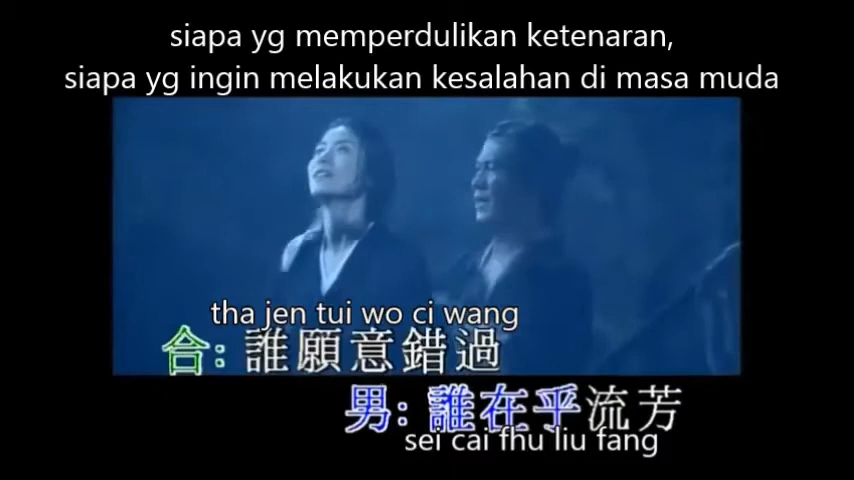 siapa yg memperdulikan ketenaran,
siapa yg ingin melakukan kesalahan di masa muda
tha jen tui wo ci wang
合: 誰願意錯過
男: 誰在乎流芳
sei cai fhu liu fang